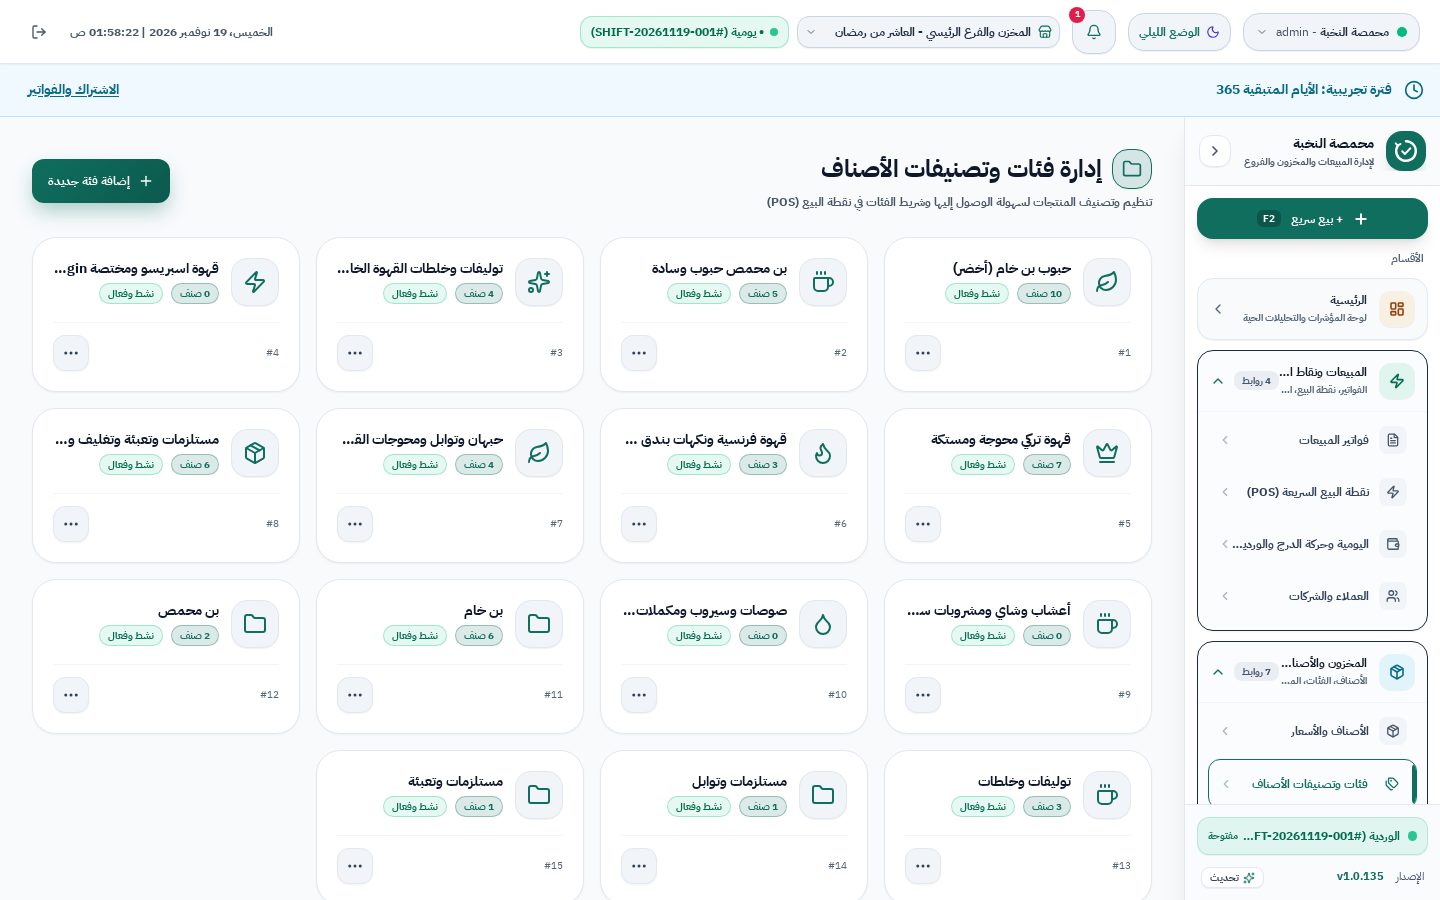 محمصة النخبة - admin
الوضع الليلي
1
المخزن والفرع الرئيسي - العاشر من رمضان
• يومية (#SHIFT-20261119-001)
الخميس، 19 نوفمبر 2026 | 01:58:22 ص
فترة تجريبية: الأيام المتبقية 365
الاشتراك والفواتير
محمصة النخبة
لإدارة المبيعات والمخزون والفروع
+ بيع سريع
F2
الأقسام
الرئيسية
لوحة المؤشرات والتحليلات الحية
المبيعات ونقاط ا...
الفواتير، نقطة البيع، ا...
4 روابط
فواتير المبيعات
نقطة البيع السريعة (POS)
اليومية وحركة الدرج والورديـ...
العملاء والشركات
المخزون والأصنا...
الأصناف، الفئات، المـ...
7 روابط
الأصناف والأسعار
فئات وتصنيفات الأصناف
الوردية (#FT-20261119-001...
مفتوحة
الإصدار
v1.0.135
تحديث
إدارة فئات وتصنيفات الأصناف
تنظيم وتصنيف المنتجات لسهولة الوصول إليها وشريط الفئات في نقطة البيع (POS)
إضافة فئة جديدة
حبوب بن خام (أخضر)
10 صنف
نشط وفعال
#1
بن محمص حبوب وسادة
5 صنف
نشط وفعال
#2
توليفات وخلطات القهوة الخا...
4 صنف
نشط وفعال
#3
قهوة اسبريسو ومختصة gin...
0 صنف
نشط وفعال
#4
قهوة تركي محوجة ومستكة
7 صنف
نشط وفعال
#5
قهوة فرنسية ونكهات بندق ...
3 صنف
نشط وفعال
#6
حبهان وتوابل ومحوجات القـ...
4 صنف
نشط وفعال
#7
مستلزمات وتعبئة وتغليف و...
6 صنف
نشط وفعال
#8
أعشاب وشاي ومشروبات سـ...
0 صنف
نشط وفعال
#9
صوصات وسيروب ومكملات...
0 صنف
نشط وفعال
#10
بن خام
6 صنف
نشط وفعال
#11
بن محمص
2 صنف
نشط وفعال
#12
توليفات وخلطات
3 صنف
نشط وفعال
#13
مستلزمات وتوابل
1 صنف
نشط وفعال
#14
مستلزمات وتعبئة
1 صنف
نشط وفعال
#15